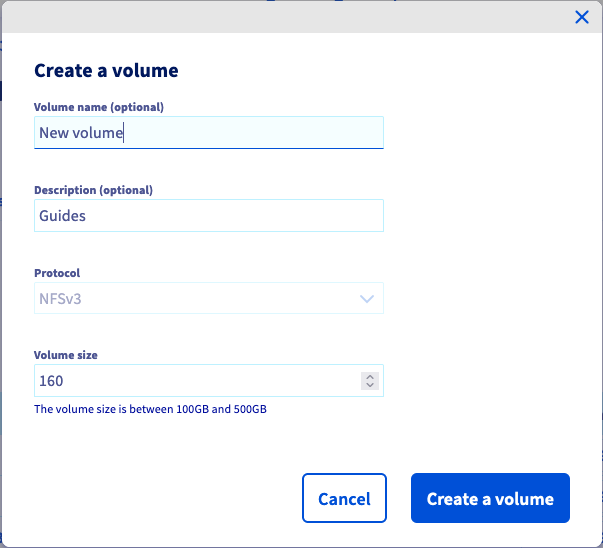 Create a volume
Volume name (optional)
New volume
Description (optional)
Guides
Protocol
NFSv3
Volume size
160
The volume size is between 100GB and 500GB
Cancel
Create a volume